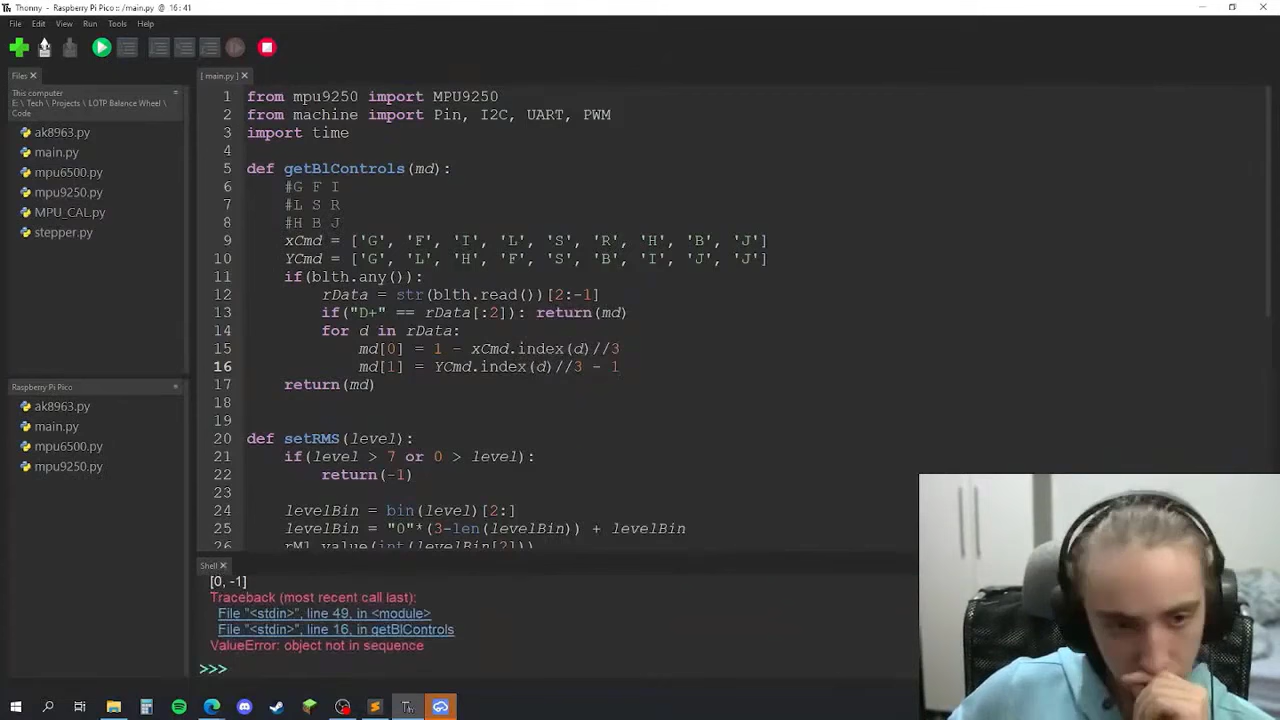 Thonny - Raspberry Pi Pico :: /main.py @ 16 : 41
File Edit View Run Tools Help
Files
This computer
E: \ Tech \ Projects \ LOTP Balance Wheel \
Code
ak8963.py
main.py
mpu6500.py
mpu9250.py
MPU_CAL.py
stepper.py
Raspberry Pi Pico
ak8963.py
main.py
mpu6500.py
mpu9250.py
[ main.py ]
1 from mpu9250 import MPU9250
2 from machine import Pin, I2C, UART, PWM
3 import time
4
5 def getBlControls(md):
6 #G F I
7 #L S R
8 #H B J
9 xCmd = ['G', 'F', 'I', 'L', 'S', 'R', 'H', 'B', 'J']
10 YCmd = ['G', 'L', 'H', 'F', 'S', 'B', 'I', 'J', 'J']
11 if(blth.any()):
12 rData = str(blth.read())[2:-1]
13 if("D+" == rData[:2]): return(md)
14 for d in rData:
15 md[0] = 1 - xCmd.index(d)//3
16 md[1] = YCmd.index(d)//3 - 1
17 return(md)
18
19
20 def setRMS(level):
21 if(level > 7 or 0 > level):
22 return(-1)
23
24 levelBin = bin(level)[2:]
25 levelBin = "0"*(3-len(levelBin)) + levelBin
26 rM1.value(int(levelBin[2]))
Shell
[0, -1]
Traceback (most recent call last):
File "<stdin>", line 49, in <module>
File "<stdin>", line 16, in getBlControls
ValueError: object not in sequence
>>>